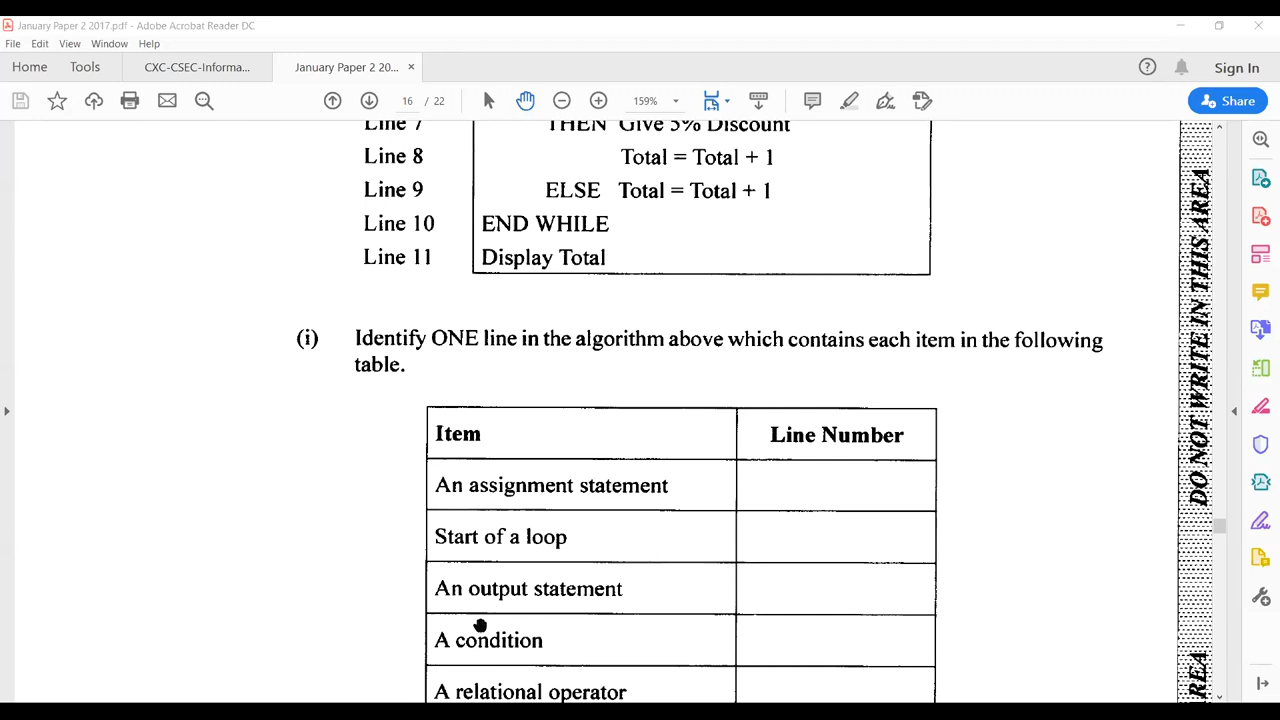 January Paper 2 2017.pdf - Adobe Acrobat Reader DC
File Edit View Window Help
Home Tools CXC-CSEC-Informa... January Paper 2 20... × Sign In
16 / 22 159% Share
Line 7 THEN Give 5% Discount
Line 8 Total = Total + 1
Line 9 ELSE Total = Total + 1
Line 10 END WHILE
Line 11 Display Total
(i) Identify ONE line in the algorithm above which contains each item in the following
table.
Item Line Number
An assignment statement
Start of a loop
An output statement
A condition
A relational operator
DO NOT WRITE IN THIS AREA
AREA